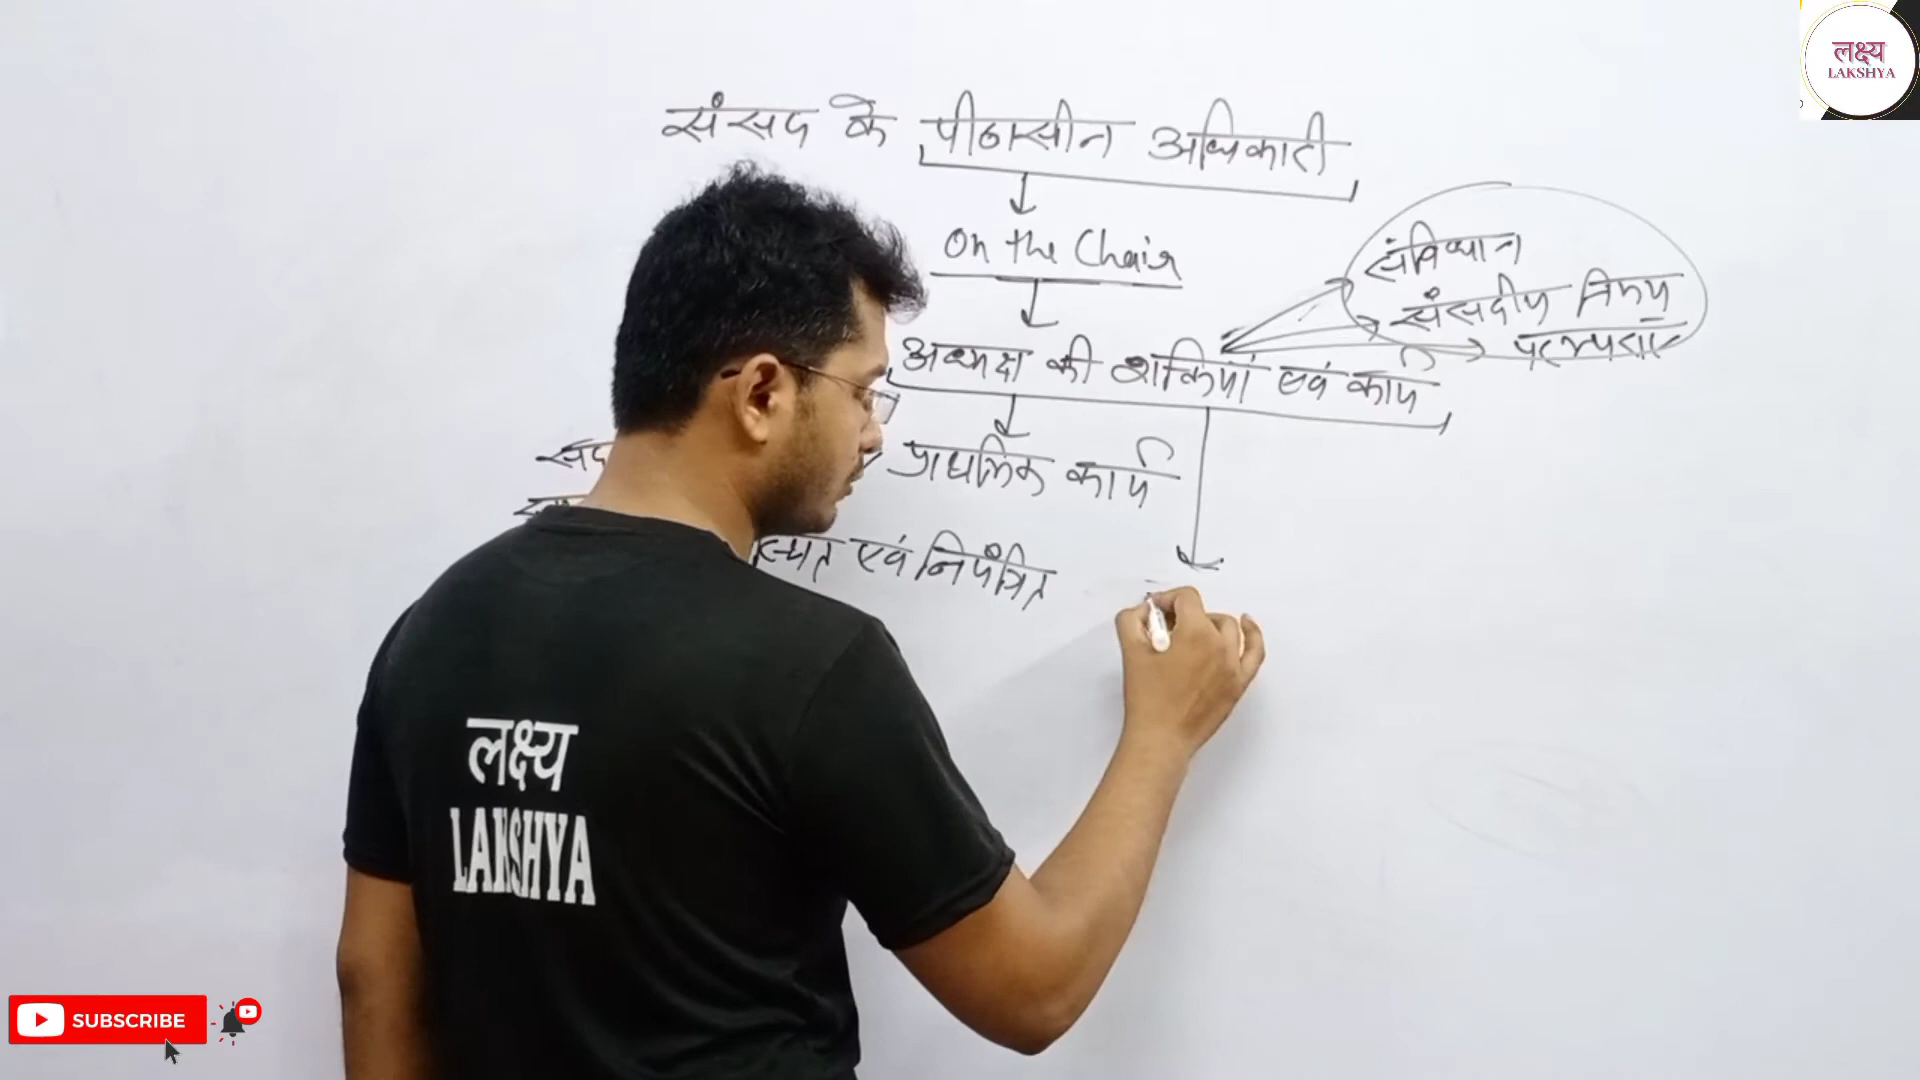 लक्ष्य
LAKSHYA
संसद के पीठासीन अधिकारी
On the Chair
संविधान
संसदीय नियम
परम्पराएं
अध्यक्ष की शक्तियां एवं कार्य
प्राथमिक कार्य
एवं नियंत्रित
लक्ष्य
LAKSHYA
SUBSCRIBE